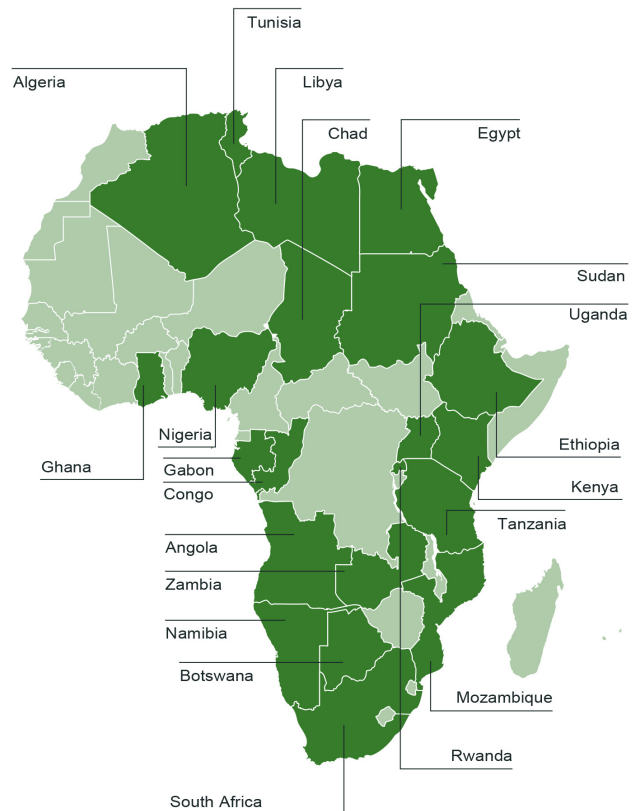 Tunisia
Algeria
Libya
Chad
Egypt
Sudan
Uganda
Nigeria
Ethiopia
Ghana
Gabon
Kenya
Congo
Tanzania
Angola
Zambia
Namibia
Botswana
Mozambique
Rwanda
South Africa